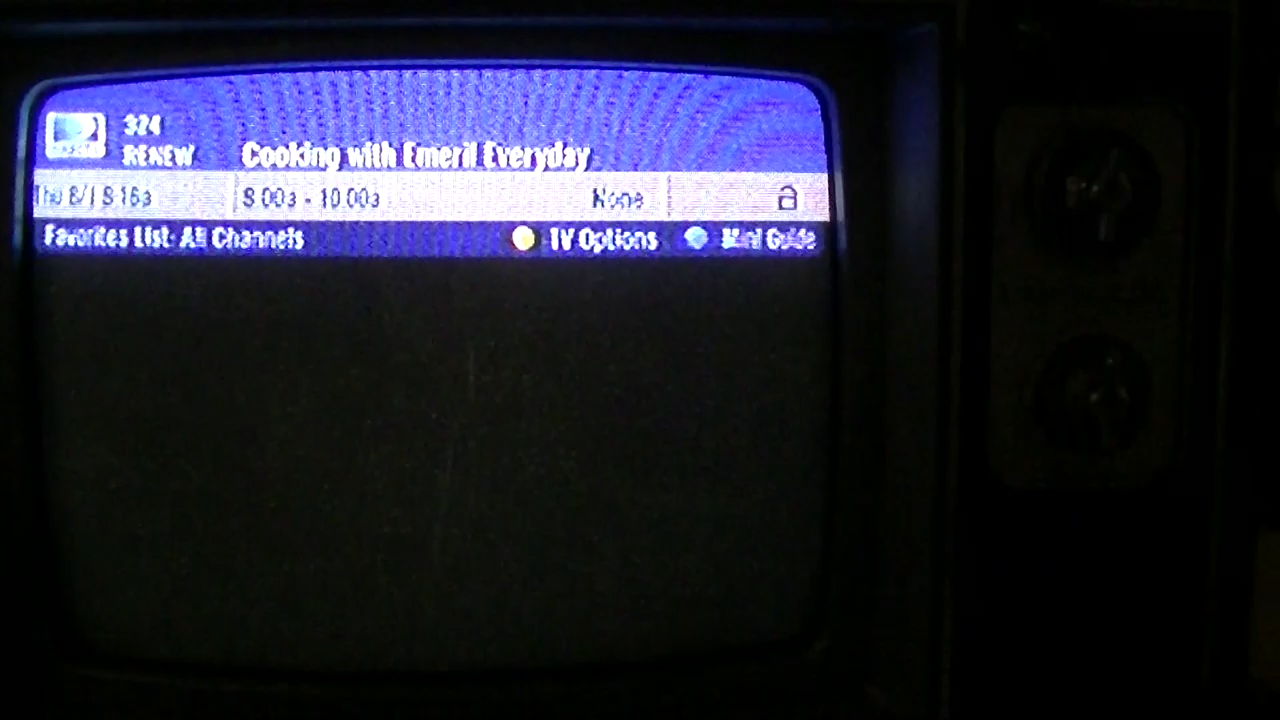 324
RENEW Cooking with Emeril Everyday
Thu 8/1 8:16a 8:00a - 10:00a None
Favorites List: All Channels TV Options Mini Guide